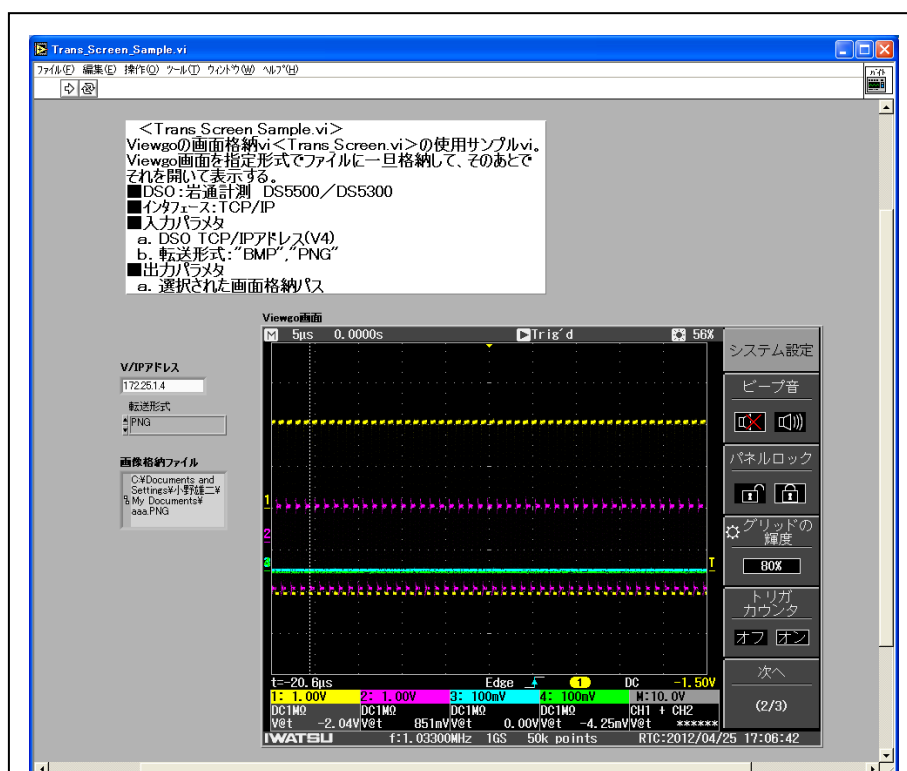 Trans_Screen_Sample.vi
ファイル(F) 編集(E) 操作(O) ツール(T) ウィンドウ(W) ヘルプ(H)
バイト
＜Trans_Screen_Sample.vi＞
Viewgoの画面格納vi＜Trans_Screen.vi＞の使用サンプルvi。
Viewgo画面を指定形式でファイルに一旦格納して、そのあとで
それを開いて表示する。
■DSO：岩通計測　DS5500／DS5300
■インタフェース：TCP/IP
■入力パラメタ
a. DSO TCP/IPアドレス(V4)
b. 転送形式：”BMP”,”PNG”
■出力パラメタ
a. 選択された画面格納パス
V/IPアドレス
172.25.1.4
転送形式
PNG
画像格納ファイル
C:¥Documents and
Settings¥小野雄二¥
My Documents¥
aaa.PNG
Viewgo画面
M 5µs 0.0000s Trig'd 56%
1
2
3
T
t=-20.6µs Edge 1 DC -1.50V
1: 1.00V 2: 1.00V 3: 100mV 4: 100mV M:10.0V
DC1MΩ DC1MΩ DC1MΩ DC1MΩ CH1 + CH2
V@t -2.04V V@t 851mV V@t 0.00V V@t -4.25mV V@t ******
IWATSU f:1.03300MHz 1GS 50k points RTC:2012/04/25 17:06:42
システム設定
ビープ音
パネルロック
グリッドの
輝度
80%
トリガ
カウンタ
オフ オン
次へ
(2/3)